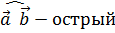 a⃗ b⃗ – острый